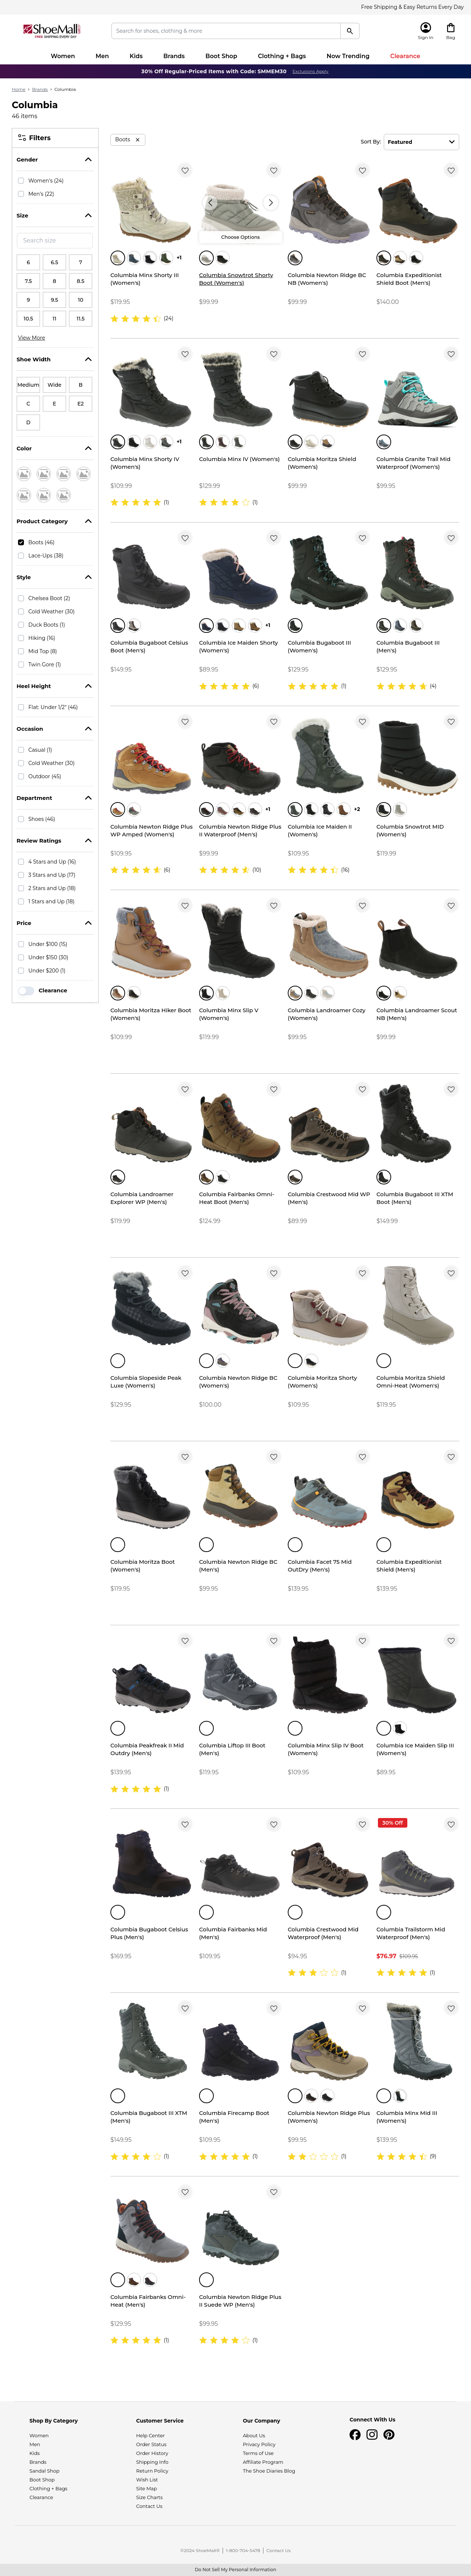 Free Shipping & Easy Returns Every Day
ShoeMall
FREE SHIPPING EVERY DAY
Search for shoes, clothing & more
Sign In
Bag
Women
Men
Kids
Brands
Boot Shop
Clothing + Bags
Now Trending
Clearance
30% Off Regular-Priced Items with Code: SMMEM30 Exclusions Apply
Home > Brands > Columbia
Columbia
46 items
Filters
Gender
Women's (24)
Men's (22)
Size
Search size
6 6.5 7
7.5 8 8.5
9 9.5 10
10.5 11 11.5
View More
Shoe Width
Medium Wide B
C E E2
D
Color
Product Category
Boots (46)
Lace-Ups (38)
Style
Chelsea Boot (2)
Cold Weather (30)
Duck Boots (1)
Hiking (16)
Mid Top (8)
Twin Gore (1)
Heel Height
Flat: Under 1/2" (46)
Occasion
Casual (1)
Cold Weather (30)
Outdoor (45)
Department
Shoes (46)
Review Ratings
4 Stars and Up (16)
3 Stars and Up (17)
2 Stars and Up (18)
1 Stars and Up (18)
Price
Under $100 (15)
Under $150 (30)
Under $200 (1)
Clearance
Boots ×
Sort By: Featured
+1
Columbia Minx Shorty III (Women's)
$119.95
(24)
Choose Options
Columbia Snowtrot Shorty Boot (Women's)
$99.99
Columbia Newton Ridge BC NB (Women's)
$99.99
Columbia Expeditionist Shield Boot (Men's)
$140.00
+1
Columbia Minx Shorty IV (Women's)
$109.99
(1)
Columbia Minx IV (Women's)
$129.99
(1)
Columbia Moritza Shield (Women's)
$99.99
Columbia Granite Trail Mid Waterproof (Women's)
$99.95
Columbia Bugaboot Celsius Boot (Men's)
$149.95
+1
Columbia Ice Maiden Shorty (Women's)
$89.95
(6)
Columbia Bugaboot III (Women's)
$129.95
(1)
Columbia Bugaboot III (Men's)
$129.95
(4)
Columbia Newton Ridge Plus WP Amped (Women's)
$109.95
(6)
+1
Columbia Newton Ridge Plus II Waterproof (Men's)
$99.99
(10)
+2
Columbia Ice Maiden II (Women's)
$109.95
(16)
Columbia Snowtrot MID (Women's)
$119.99
Columbia Moritza Hiker Boot (Women's)
$109.99
Columbia Minx Slip V (Women's)
$119.99
Columbia Landroamer Cozy (Women's)
$99.95
Columbia Landroamer Scout NB (Men's)
$99.99
Columbia Landroamer Explorer WP (Men's)
$119.99
Columbia Fairbanks Omni-Heat Boot (Men's)
$124.99
Columbia Crestwood Mid WP (Men's)
$89.99
Columbia Bugaboot III XTM Boot (Men's)
$149.99
Columbia Slopeside Peak Luxe (Women's)
$129.95
Columbia Newton Ridge BC (Women's)
$100.00
Columbia Moritza Shorty (Women's)
$109.95
Columbia Moritza Shield Omni-Heat (Women's)
$119.95
Columbia Moritza Boot (Women's)
$119.95
Columbia Newton Ridge BC (Men's)
$99.95
Columbia Facet 75 Mid OutDry (Men's)
$139.95
Columbia Expeditionist Shield (Men's)
$139.95
Columbia Peakfreak II Mid Outdry (Men's)
$139.95
(1)
Columbia Liftop III Boot (Men's)
$119.95
Columbia Minx Slip IV Boot (Women's)
$109.95
Columbia Ice Maiden Slip III (Women's)
$89.95
Columbia Bugaboot Celsius Plus (Men's)
$169.95
Columbia Fairbanks Mid (Men's)
$109.95
Columbia Crestwood Mid Waterproof (Men's)
$94.95
(1)
30% Off
Columbia Trailstorm Mid Waterproof (Men's)
$76.97 $109.95
(1)
Columbia Bugaboot III XTM (Men's)
$149.95
(1)
Columbia Firecamp Boot (Men's)
$109.95
(1)
Columbia Newton Ridge Plus (Women's)
$99.95
(1)
Columbia Minx Mid III (Women's)
$139.95
(9)
Columbia Fairbanks Omni-Heat (Men's)
$129.95
(1)
Columbia Newton Ridge Plus II Suede WP (Men's)
$99.95
(1)
Shop By Category
Women
Men
Kids
Brands
Sandal Shop
Boot Shop
Clothing + Bags
Clearance
Customer Service
Help Center
Order Status
Order History
Shipping Info
Return Policy
Wish List
Site Map
Size Charts
Contact Us
Our Company
About Us
Privacy Policy
Terms of Use
Affiliate Program
The Shoe Diaries Blog
Connect With Us
©2024 ShoeMall® | 1-800-704-5478 | Contact Us
Do Not Sell My Personal Information